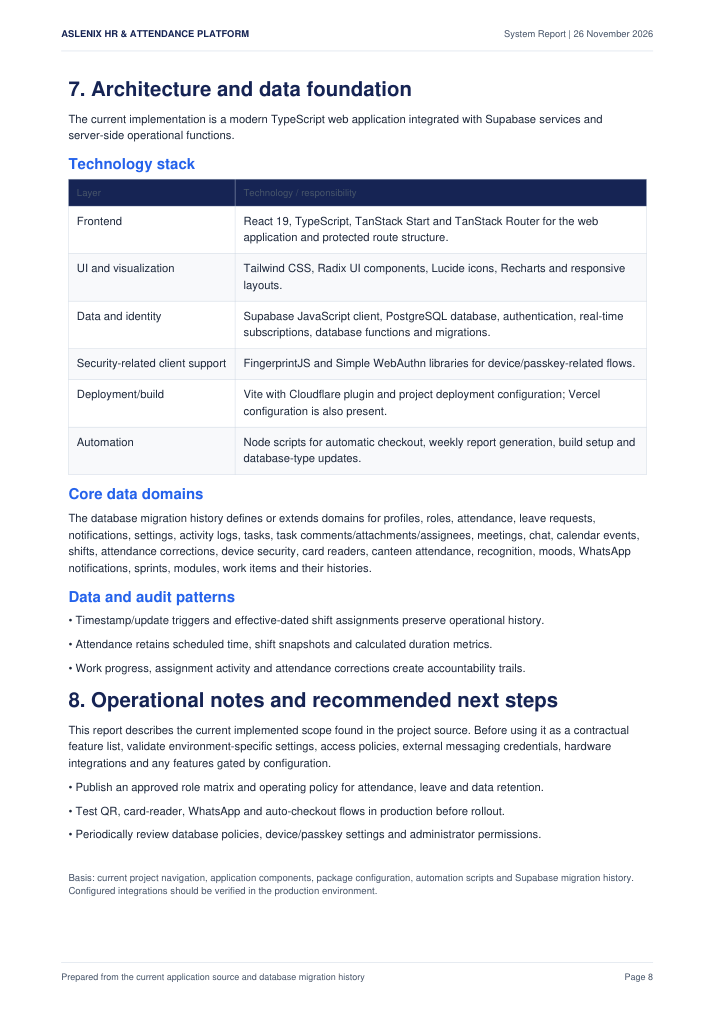 ASLENIX HR & ATTENDANCE PLATFORM
System Report | 26 November 2026
7. Architecture and data foundation
The current implementation is a modern TypeScript web application integrated with Supabase services and
server-side operational functions.
Technology stack
Layer
Technology / responsibility
Frontend
React 19, TypeScript, TanStack Start and TanStack Router for the web
application and protected route structure.
UI and visualization
Tailwind CSS, Radix UI components, Lucide icons, Recharts and responsive
layouts.
Data and identity
Supabase JavaScript client, PostgreSQL database, authentication, real-time
subscriptions, database functions and migrations.
Security-related client support
FingerprintJS and Simple WebAuthn libraries for device/passkey-related flows.
Deployment/build
Vite with Cloudflare plugin and project deployment configuration; Vercel
configuration is also present.
Automation
Node scripts for automatic checkout, weekly report generation, build setup and
database-type updates.
Core data domains
The database migration history defines or extends domains for profiles, roles, attendance, leave requests,
notifications, settings, activity logs, tasks, task comments/attachments/assignees, meetings, chat, calendar events,
shifts, attendance corrections, device security, card readers, canteen attendance, recognition, moods, WhatsApp
notifications, sprints, modules, work items and their histories.
Data and audit patterns
• Timestamp/update triggers and effective-dated shift assignments preserve operational history.
• Attendance retains scheduled time, shift snapshots and calculated duration metrics.
• Work progress, assignment activity and attendance corrections create accountability trails.
8. Operational notes and recommended next steps
This report describes the current implemented scope found in the project source. Before using it as a contractual
feature list, validate environment-specific settings, access policies, external messaging credentials, hardware
integrations and any features gated by configuration.
• Publish an approved role matrix and operating policy for attendance, leave and data retention.
• Test QR, card-reader, WhatsApp and auto-checkout flows in production before rollout.
• Periodically review database policies, device/passkey settings and administrator permissions.
Basis: current project navigation, application components, package configuration, automation scripts and Supabase migration history.
Configured integrations should be verified in the production environment.
Prepared from the current application source and database migration history
Page 8